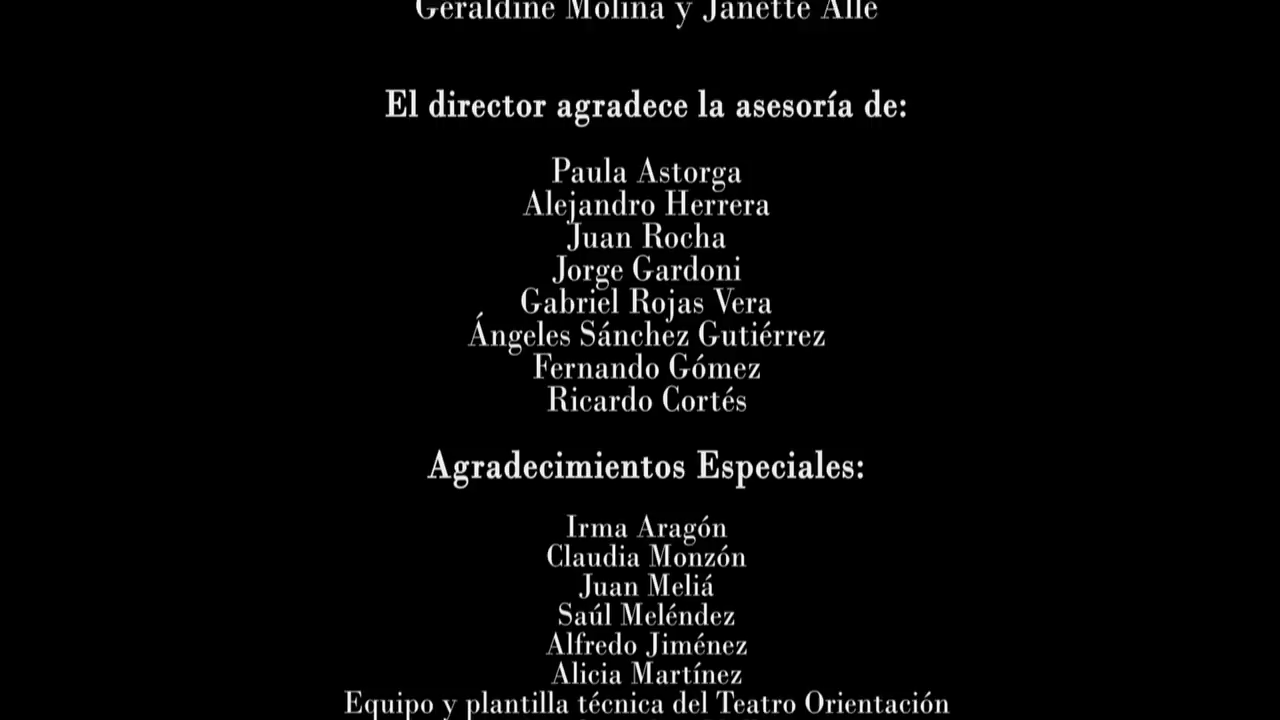 Geraldine Molina y Janette Alle
El director agradece la asesoría de:
Paula Astorga
Alejandro Herrera
Juan Rocha
Jorge Gardoni
Gabriel Rojas Vera
Ángeles Sánchez Gutiérrez
Fernando Gómez
Ricardo Cortés
Agradecimientos Especiales:
Irma Aragón
Claudia Monzón
Juan Meliá
Saúl Meléndez
Alfredo Jiménez
Alicia Martínez
Equipo y plantilla técnica del Teatro Orientación